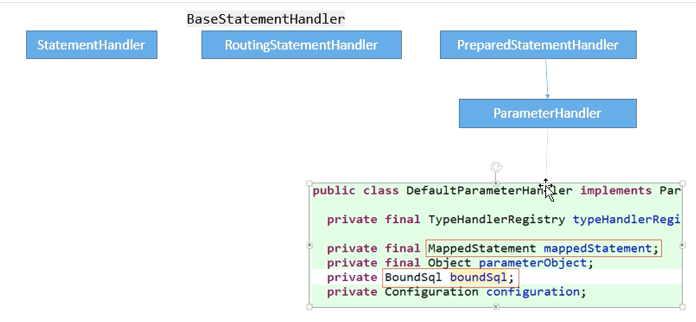 BaseStatementHandler
StatementHandler
RoutingStatementHandler
PreparedStatementHandler
ParameterHandler
public class DefaultParameterHandler implements Par
private final TypeHandlerRegistry typeHandlerRegi
private final MappedStatement mappedStatement;
private final Object parameterObject;
private BoundSql boundSql;
private Configuration configuration;